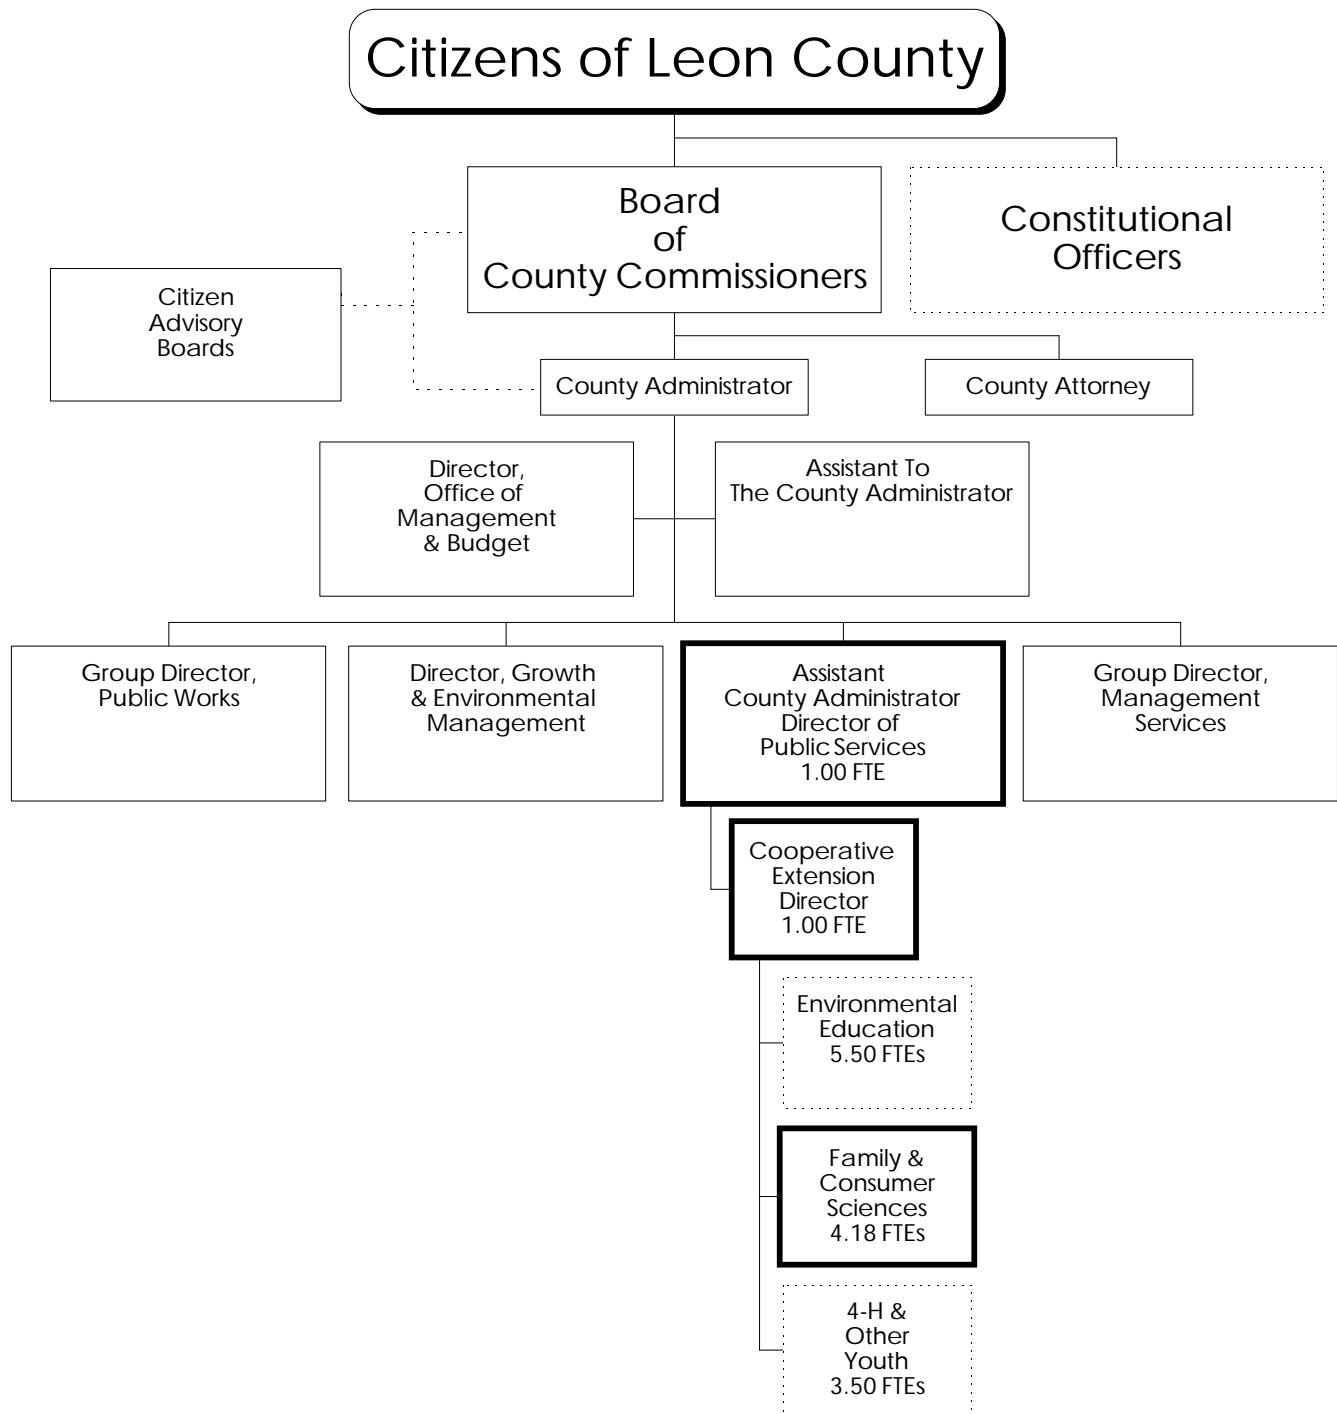 Citizens of Leon County
Board
of
County Commissioners
Constitutional
Officers
Citizen
Advisory
Boards
County Administrator
County Attorney
Director,
Office of
Management
& Budget
Assistant To
The County Administrator
Group Director,
Public Works
Director, Growth
& Environmental
Management
Assistant
County Administrator
Director of
Public Services
1.00 FTE
Group Director,
Management
Services
Cooperative
Extension
Director
1.00 FTE
Environmental
Education
5.50 FTEs
Family &
Consumer
Sciences
4.18 FTEs
4-H &
Other
Youth
3.50 FTEs